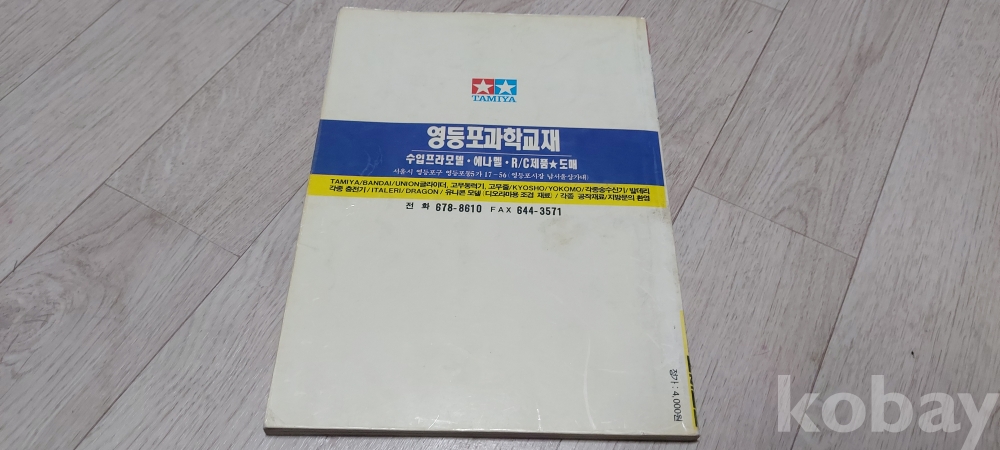 TAMIYA
영등포과학교재
수입프라모델·에나멜·R/C제품★도매
서울시 영등포구 영등포동5가 17-56(영등포시장 남서울상가내)
TAMIYA/BANDAI/UNION글라이더, 고무동력기, 고무줄/KYOSHO/YOKOMO/각종송수신기/밧데리
각종 충전기/ITALERI/DRAGON/유니콘 모델(디오라마용 조경 재료)/각종 공작재료/지방문의 환영
전 화 678-8610 FAX 644-3571
정가 : 4,000원
kobay